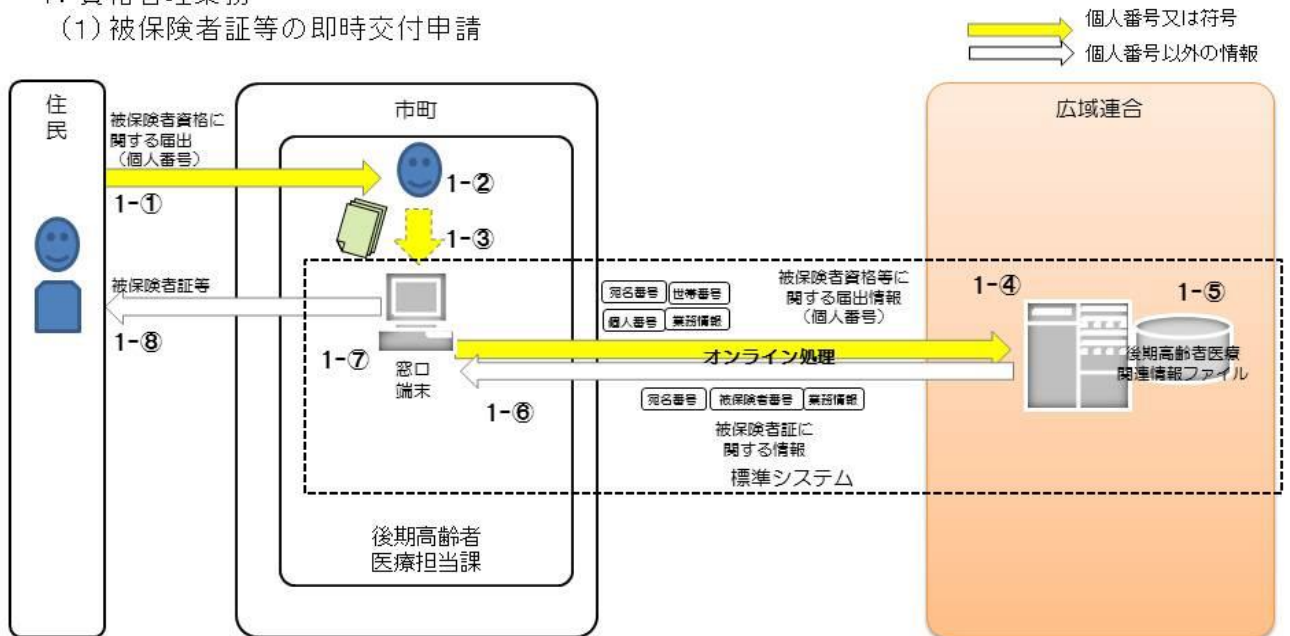 (1)被保険者証等の即時交付申請
個人番号又は符号
個人番号以外の情報
住民
市町
広域連合
被保険者資格に
関する届出
(個人番号)
1-①
1-②
1-③
被保険者証等
1-⑧
1-⑦
窓口
端末
宛名番号
世帯番号
個人番号
業務情報
被保険者資格等に
関する届出情報
(個人番号)
1-④
1-⑤
オンライン処理
後期高齢者医療
関連情報ファイル
1-⑥
宛名番号
被保険者番号
業務情報
被保険者証に
関する情報
標準システム
後期高齢者
医療担当課